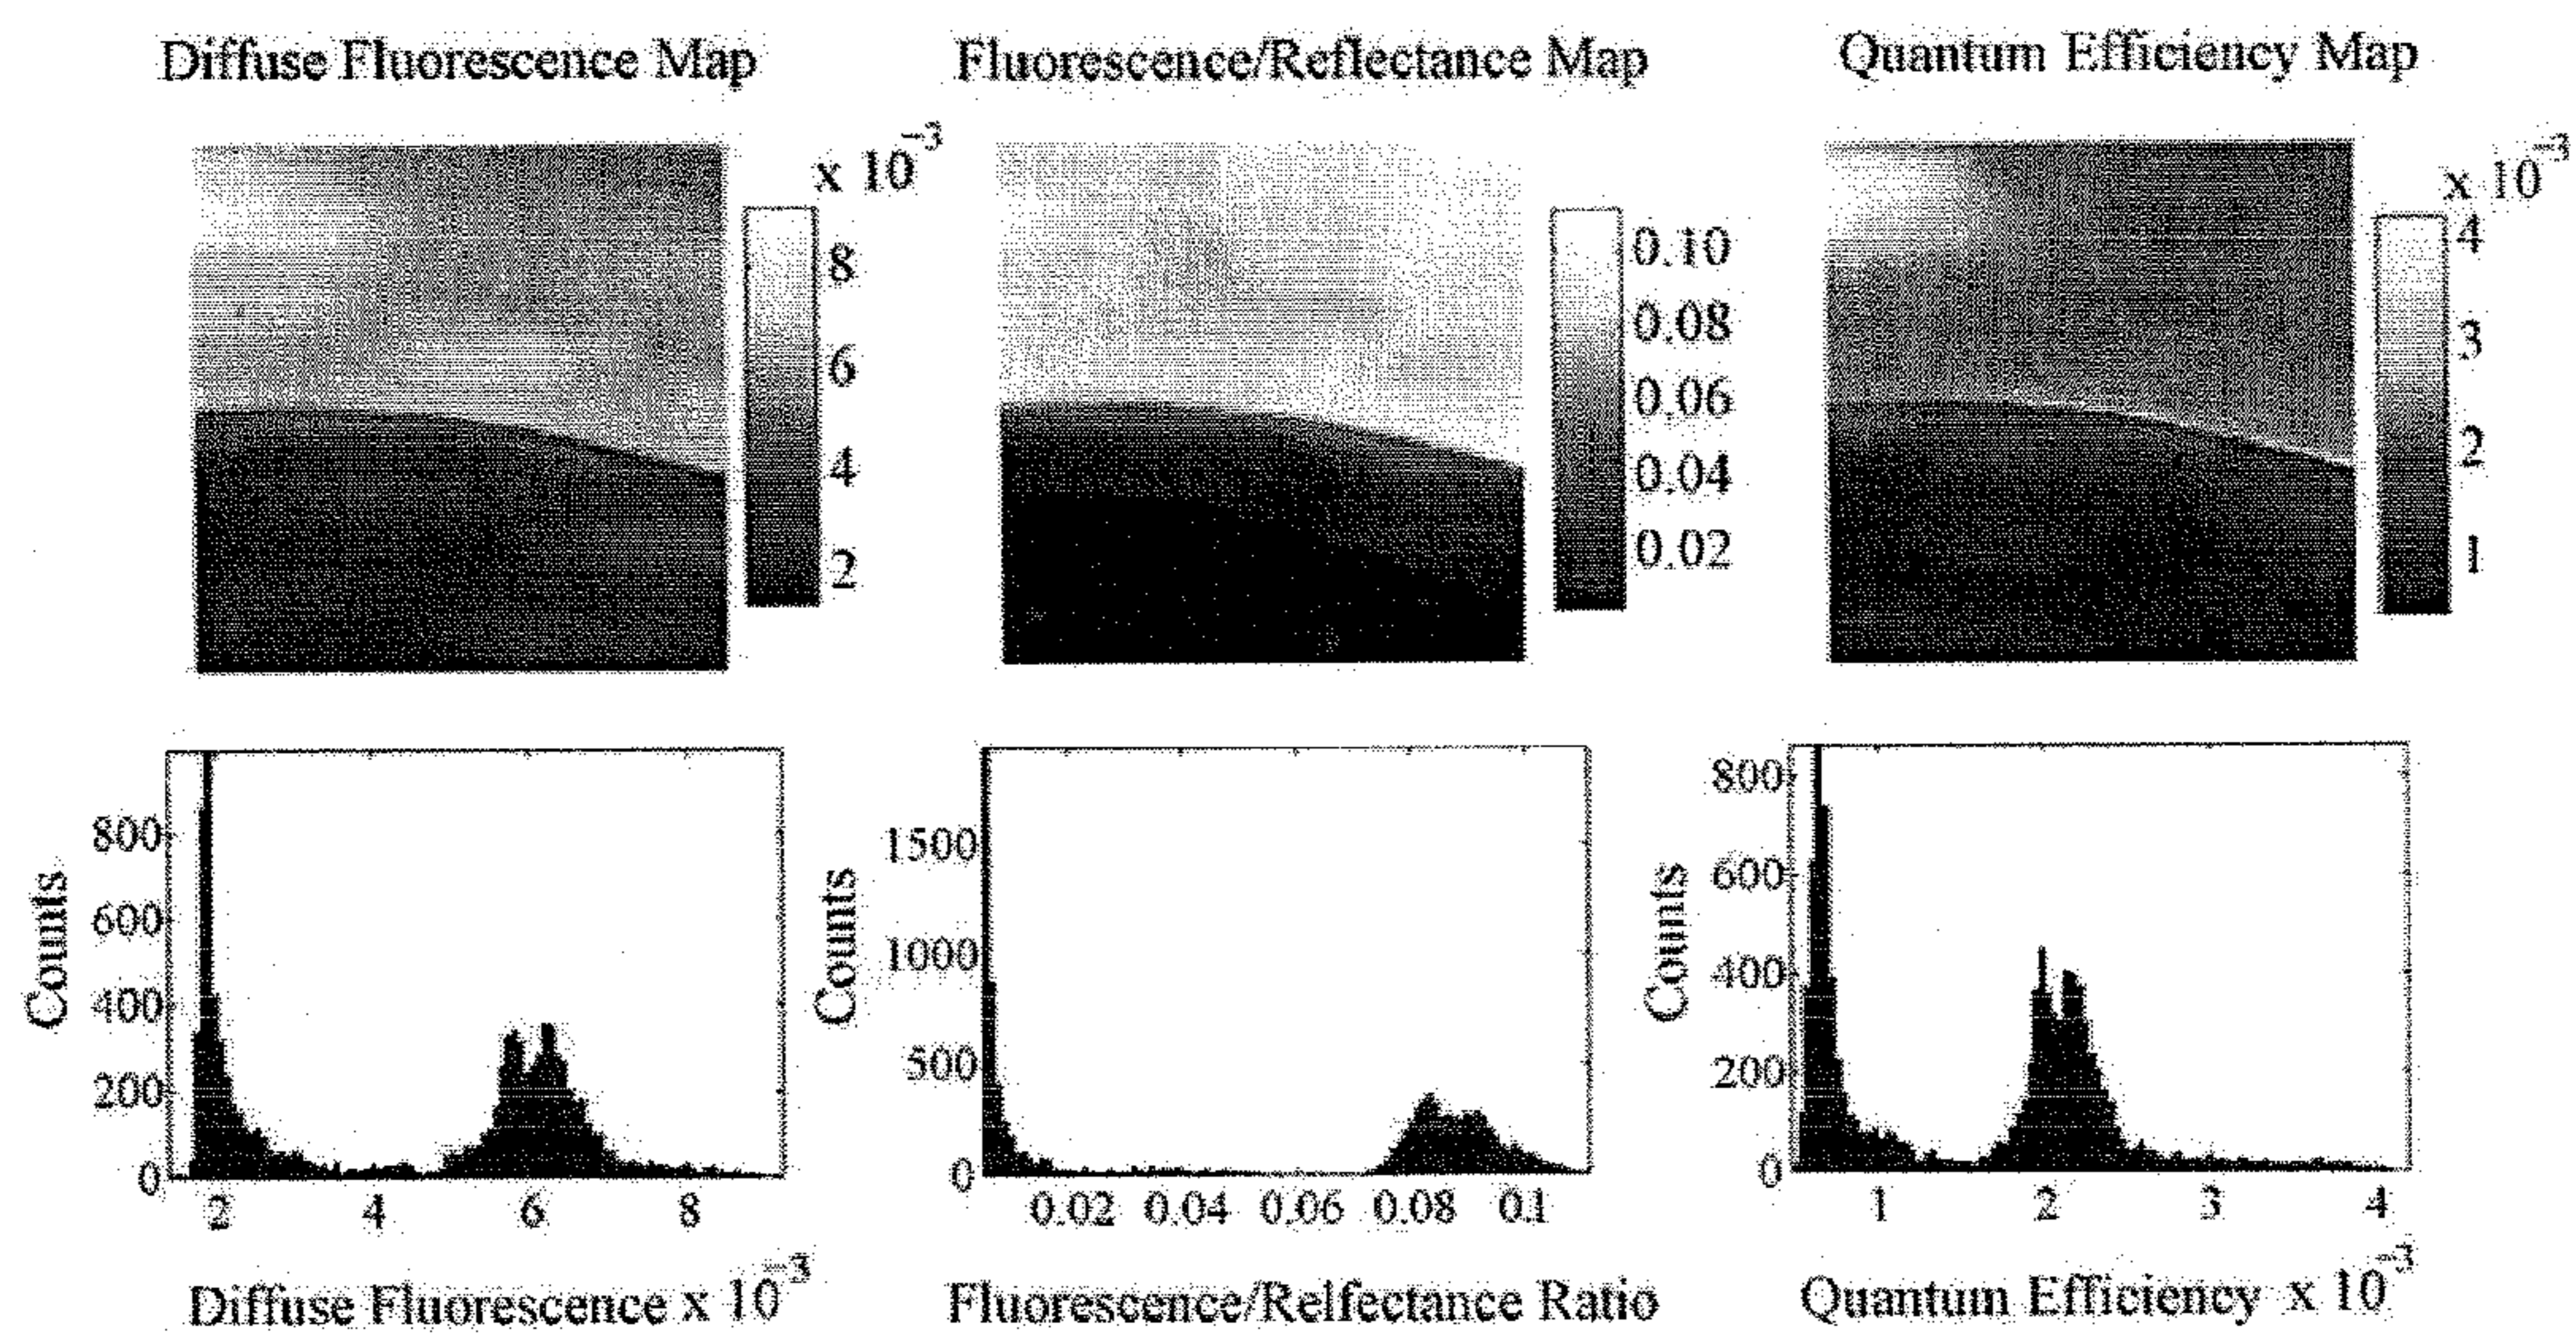 Diffuse Fluorescence Map
Fluorescence/Reflectance Map
Quantum Efficiency Map
x 10⁻³
8
6
4
2
0.10
0.08
0.06
0.04
0.02
x 10⁻³
4
3
2
1
Counts
800
600
400
200
0
2 4 6 8
Diffuse Fluorescence x 10⁻³
Counts
1500
1000
500
0
0.02 0.04 0.06 0.08 0.1
Fluorescence/Relfectance Ratio
Counts
800
600
400
200
0
1 2 3 4
Quantum Efficiency x 10⁻³